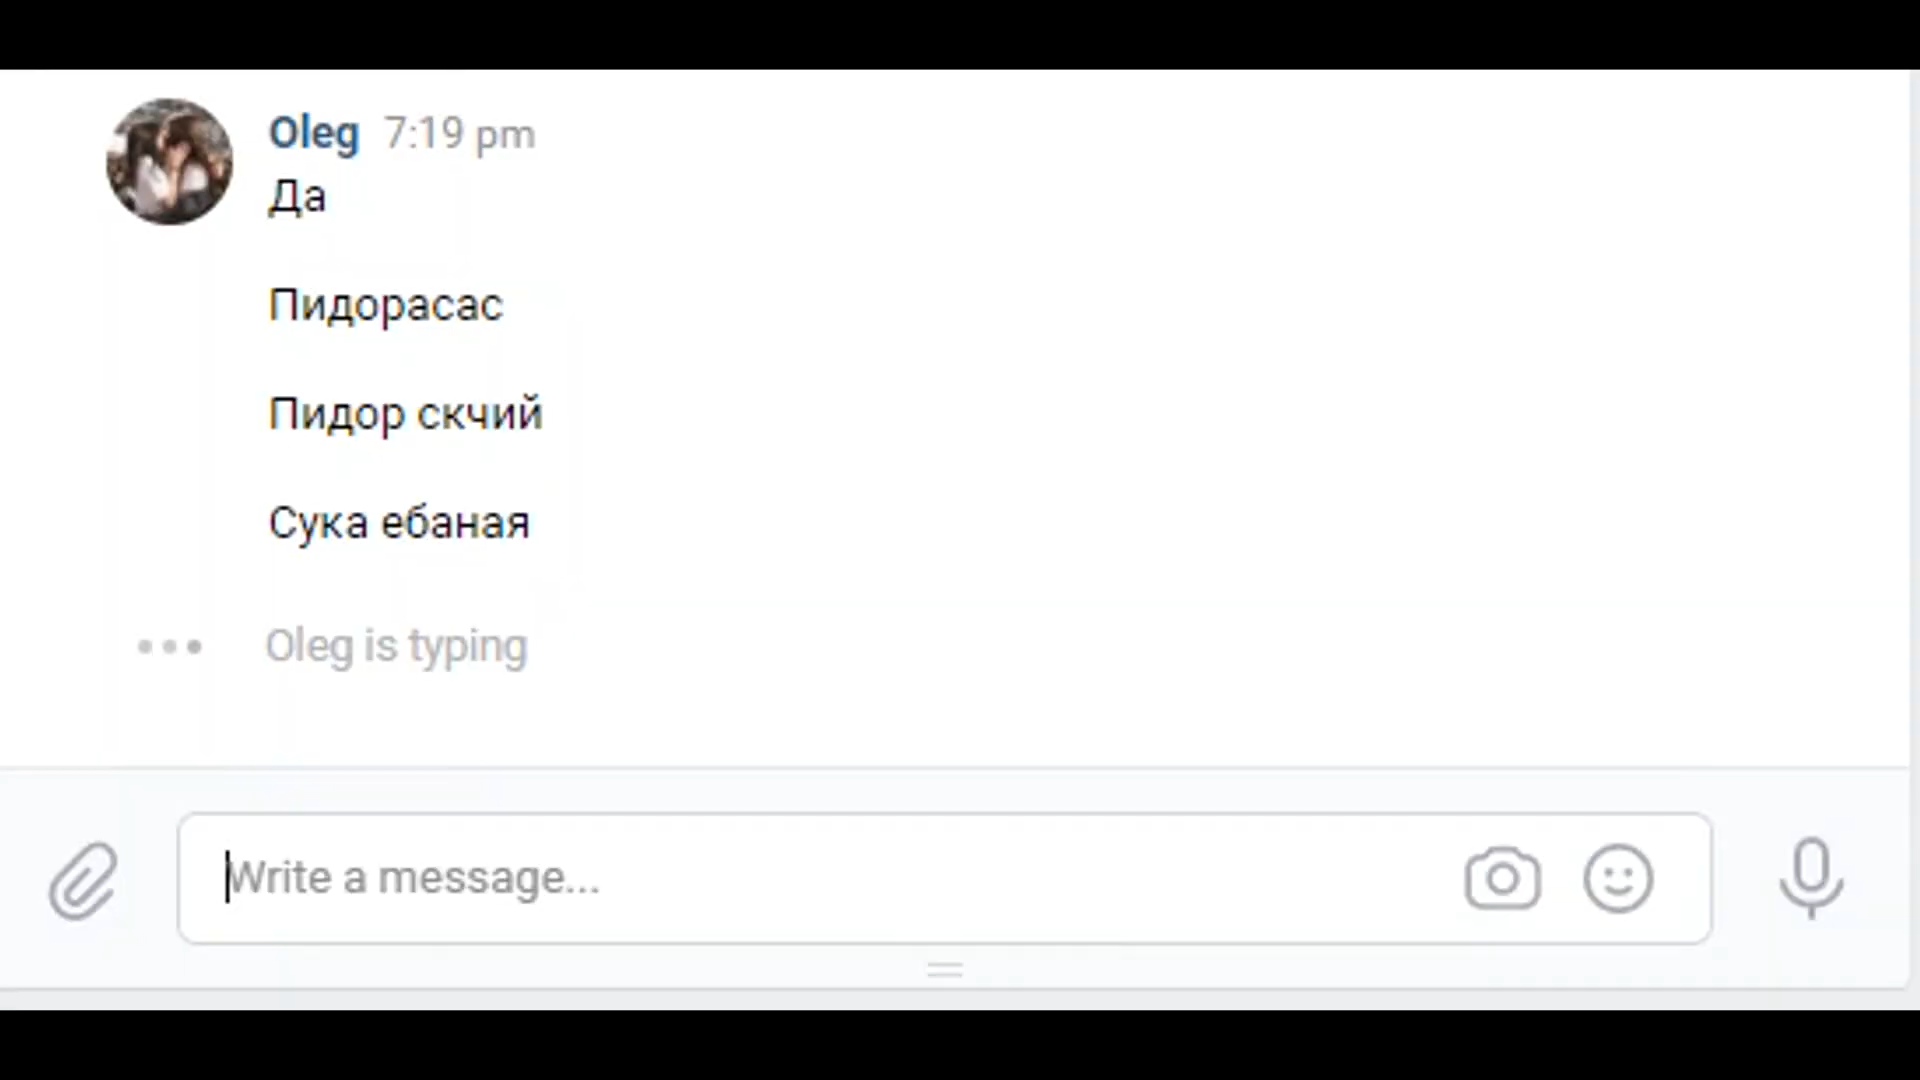 Oleg 7:19 pm
Да
Пидорасас
Пидор скчий
Сука ебаная
Oleg is typing
Write a message...